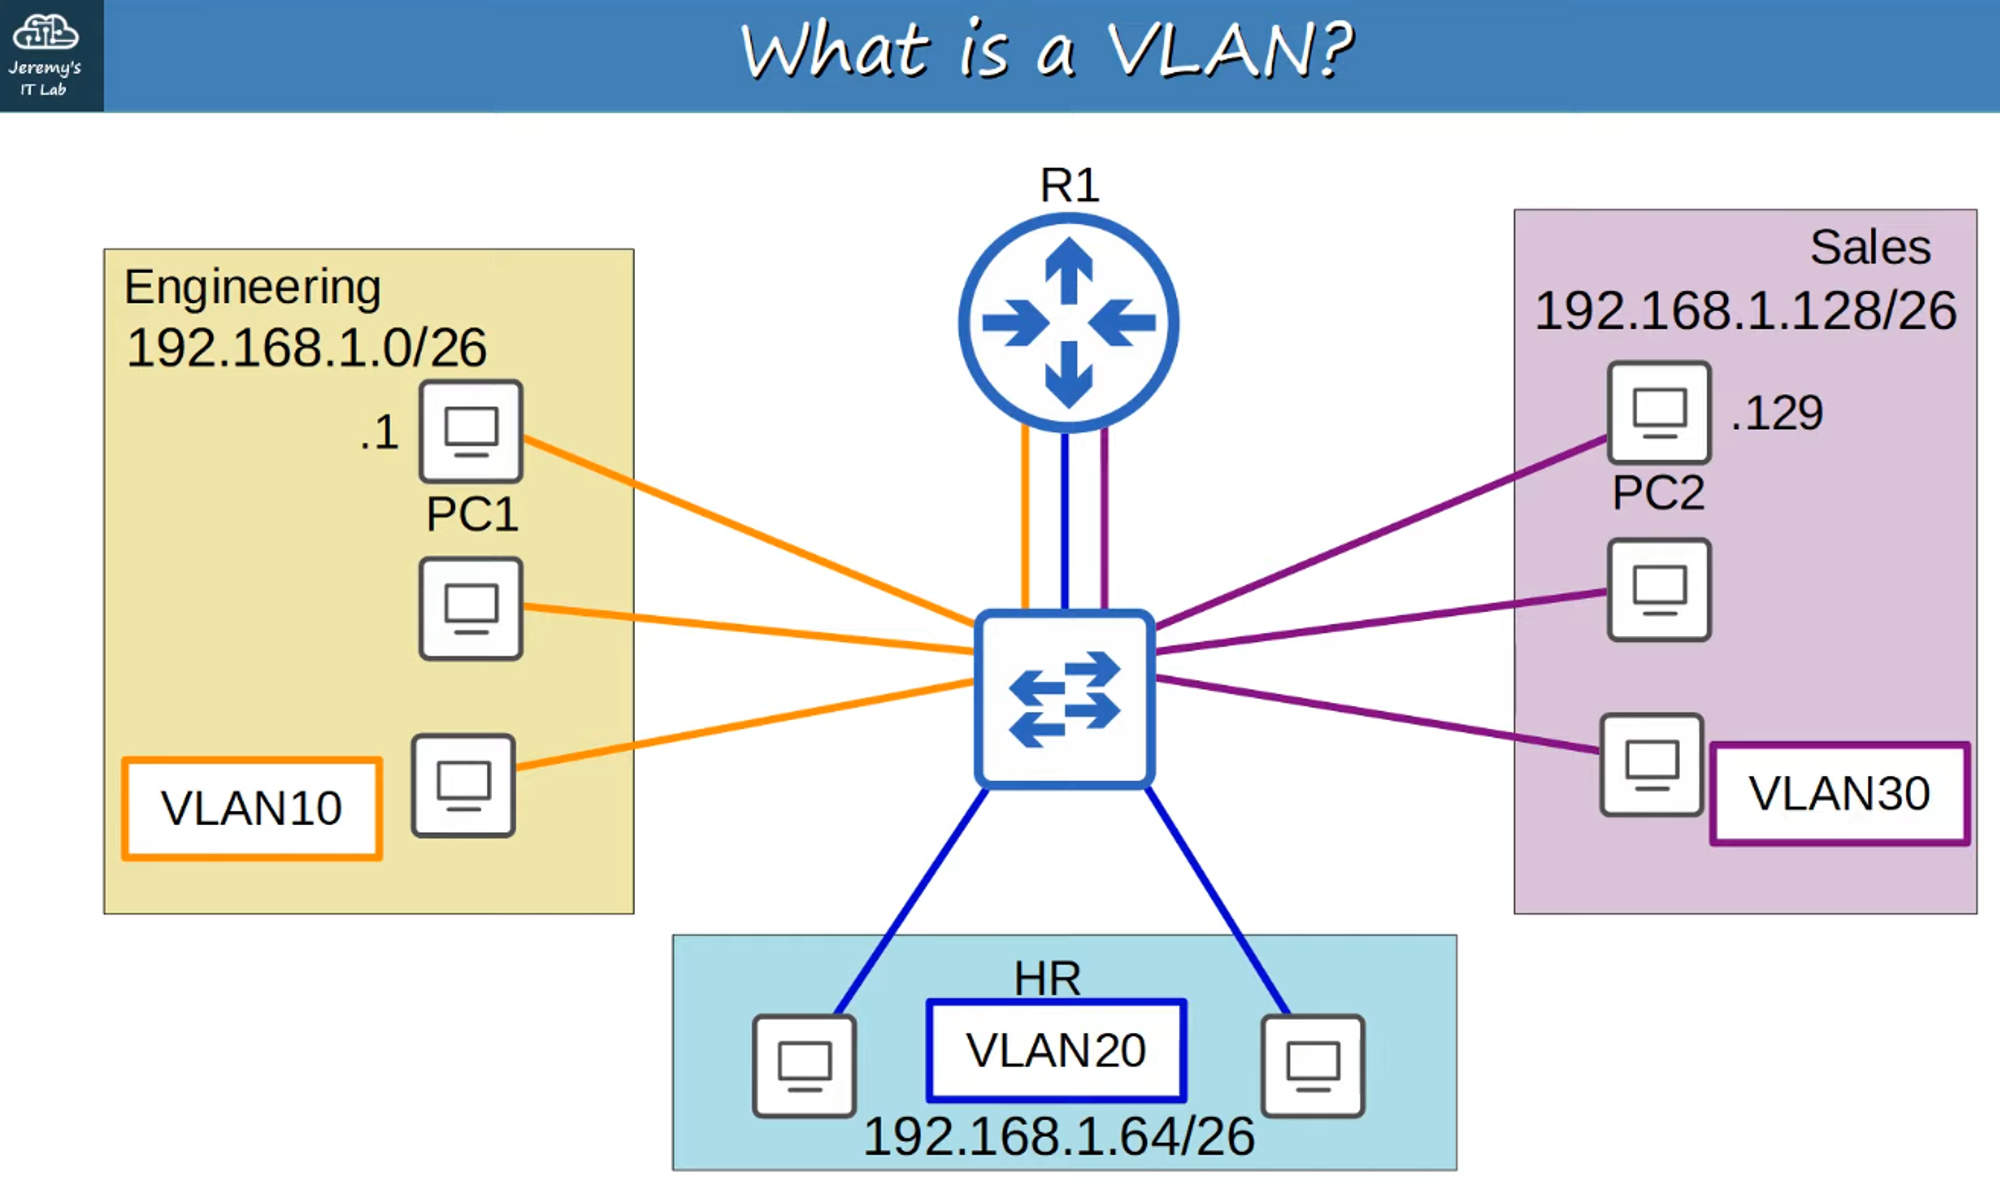 Jeremy's
IT Lab
What is a VLAN?
R1
Engineering
192.168.1.0/26
.1
PC1
VLAN10
Sales
192.168.1.128/26
.129
PC2
VLAN30
HR
VLAN20
192.168.1.64/26